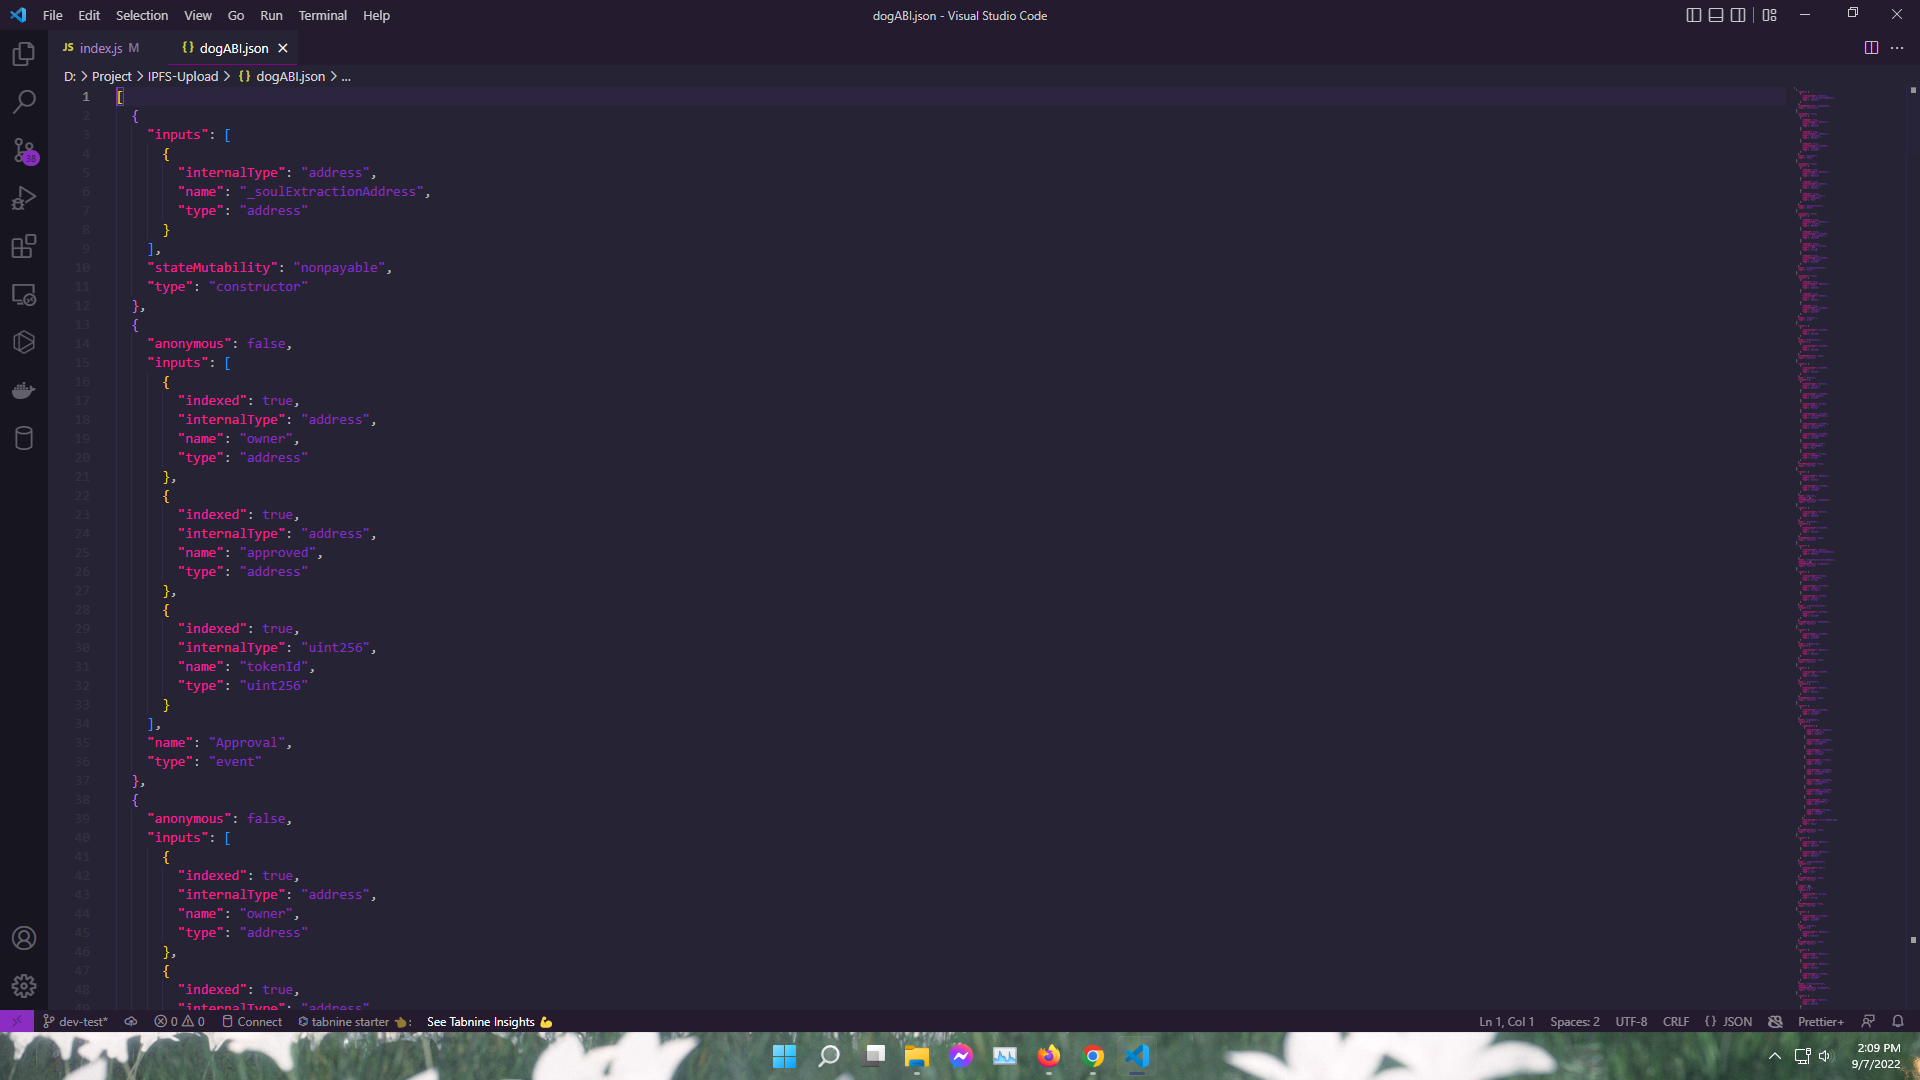 File Edit Selection View Go Run Terminal Help
dogABI.json - Visual Studio Code
JS index.js M
{} dogABI.json
D: > Project > IPFS-Upload > {} dogABI.json > ...
38
1 [
2 {
3 "inputs": [
4 {
5 "internalType": "address",
6 "name": "_soulExtractionAddress",
7 "type": "address"
8 }
9 ],
10 "stateMutability": "nonpayable",
11 "type": "constructor"
12 },
13 {
14 "anonymous": false,
15 "inputs": [
16 {
17 "indexed": true,
18 "internalType": "address",
19 "name": "owner",
20 "type": "address"
21 },
22 {
23 "indexed": true,
24 "internalType": "address",
25 "name": "approved",
26 "type": "address"
27 },
28 {
29 "indexed": true,
30 "internalType": "uint256",
31 "name": "tokenId",
32 "type": "uint256"
33 }
34 ],
35 "name": "Approval",
36 "type": "event"
37 },
38 {
39 "anonymous": false,
40 "inputs": [
41 {
42 "indexed": true,
43 "internalType": "address",
44 "name": "owner",
45 "type": "address"
46 },
47 {
48 "indexed": true,
49 "internalType": "address"
dev-test* 0 0 Connect tabnine starter 👈: See Tabnine Insights 💪
Ln 1, Col 1 Spaces: 2 UTF-8 CRLF {} JSON Prettier+
2:09 PM
9/7/2022